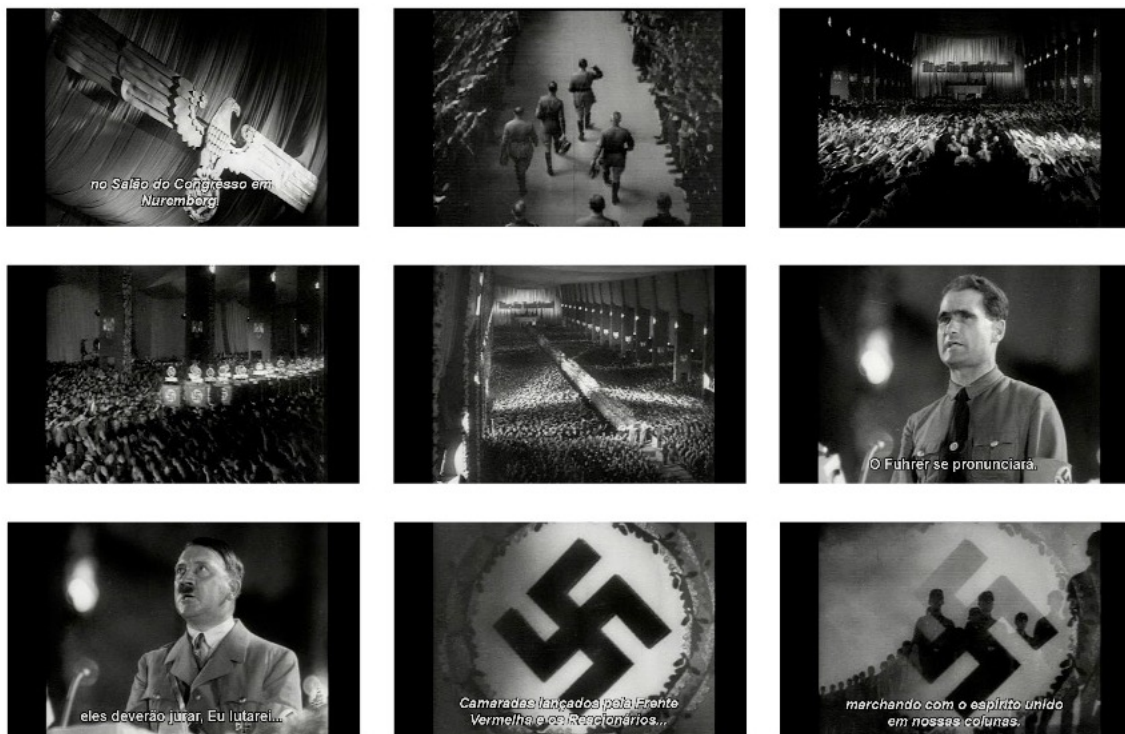 no Salão do Congresso em
Nuremberg.
O Fuhrer se pronunciará.
eles deverão jurar, Eu lutarei...
Camaradas lançados pela Frente
Vermelha e os Reacionários...
marchando com o espírito unido
em nossas colunas.